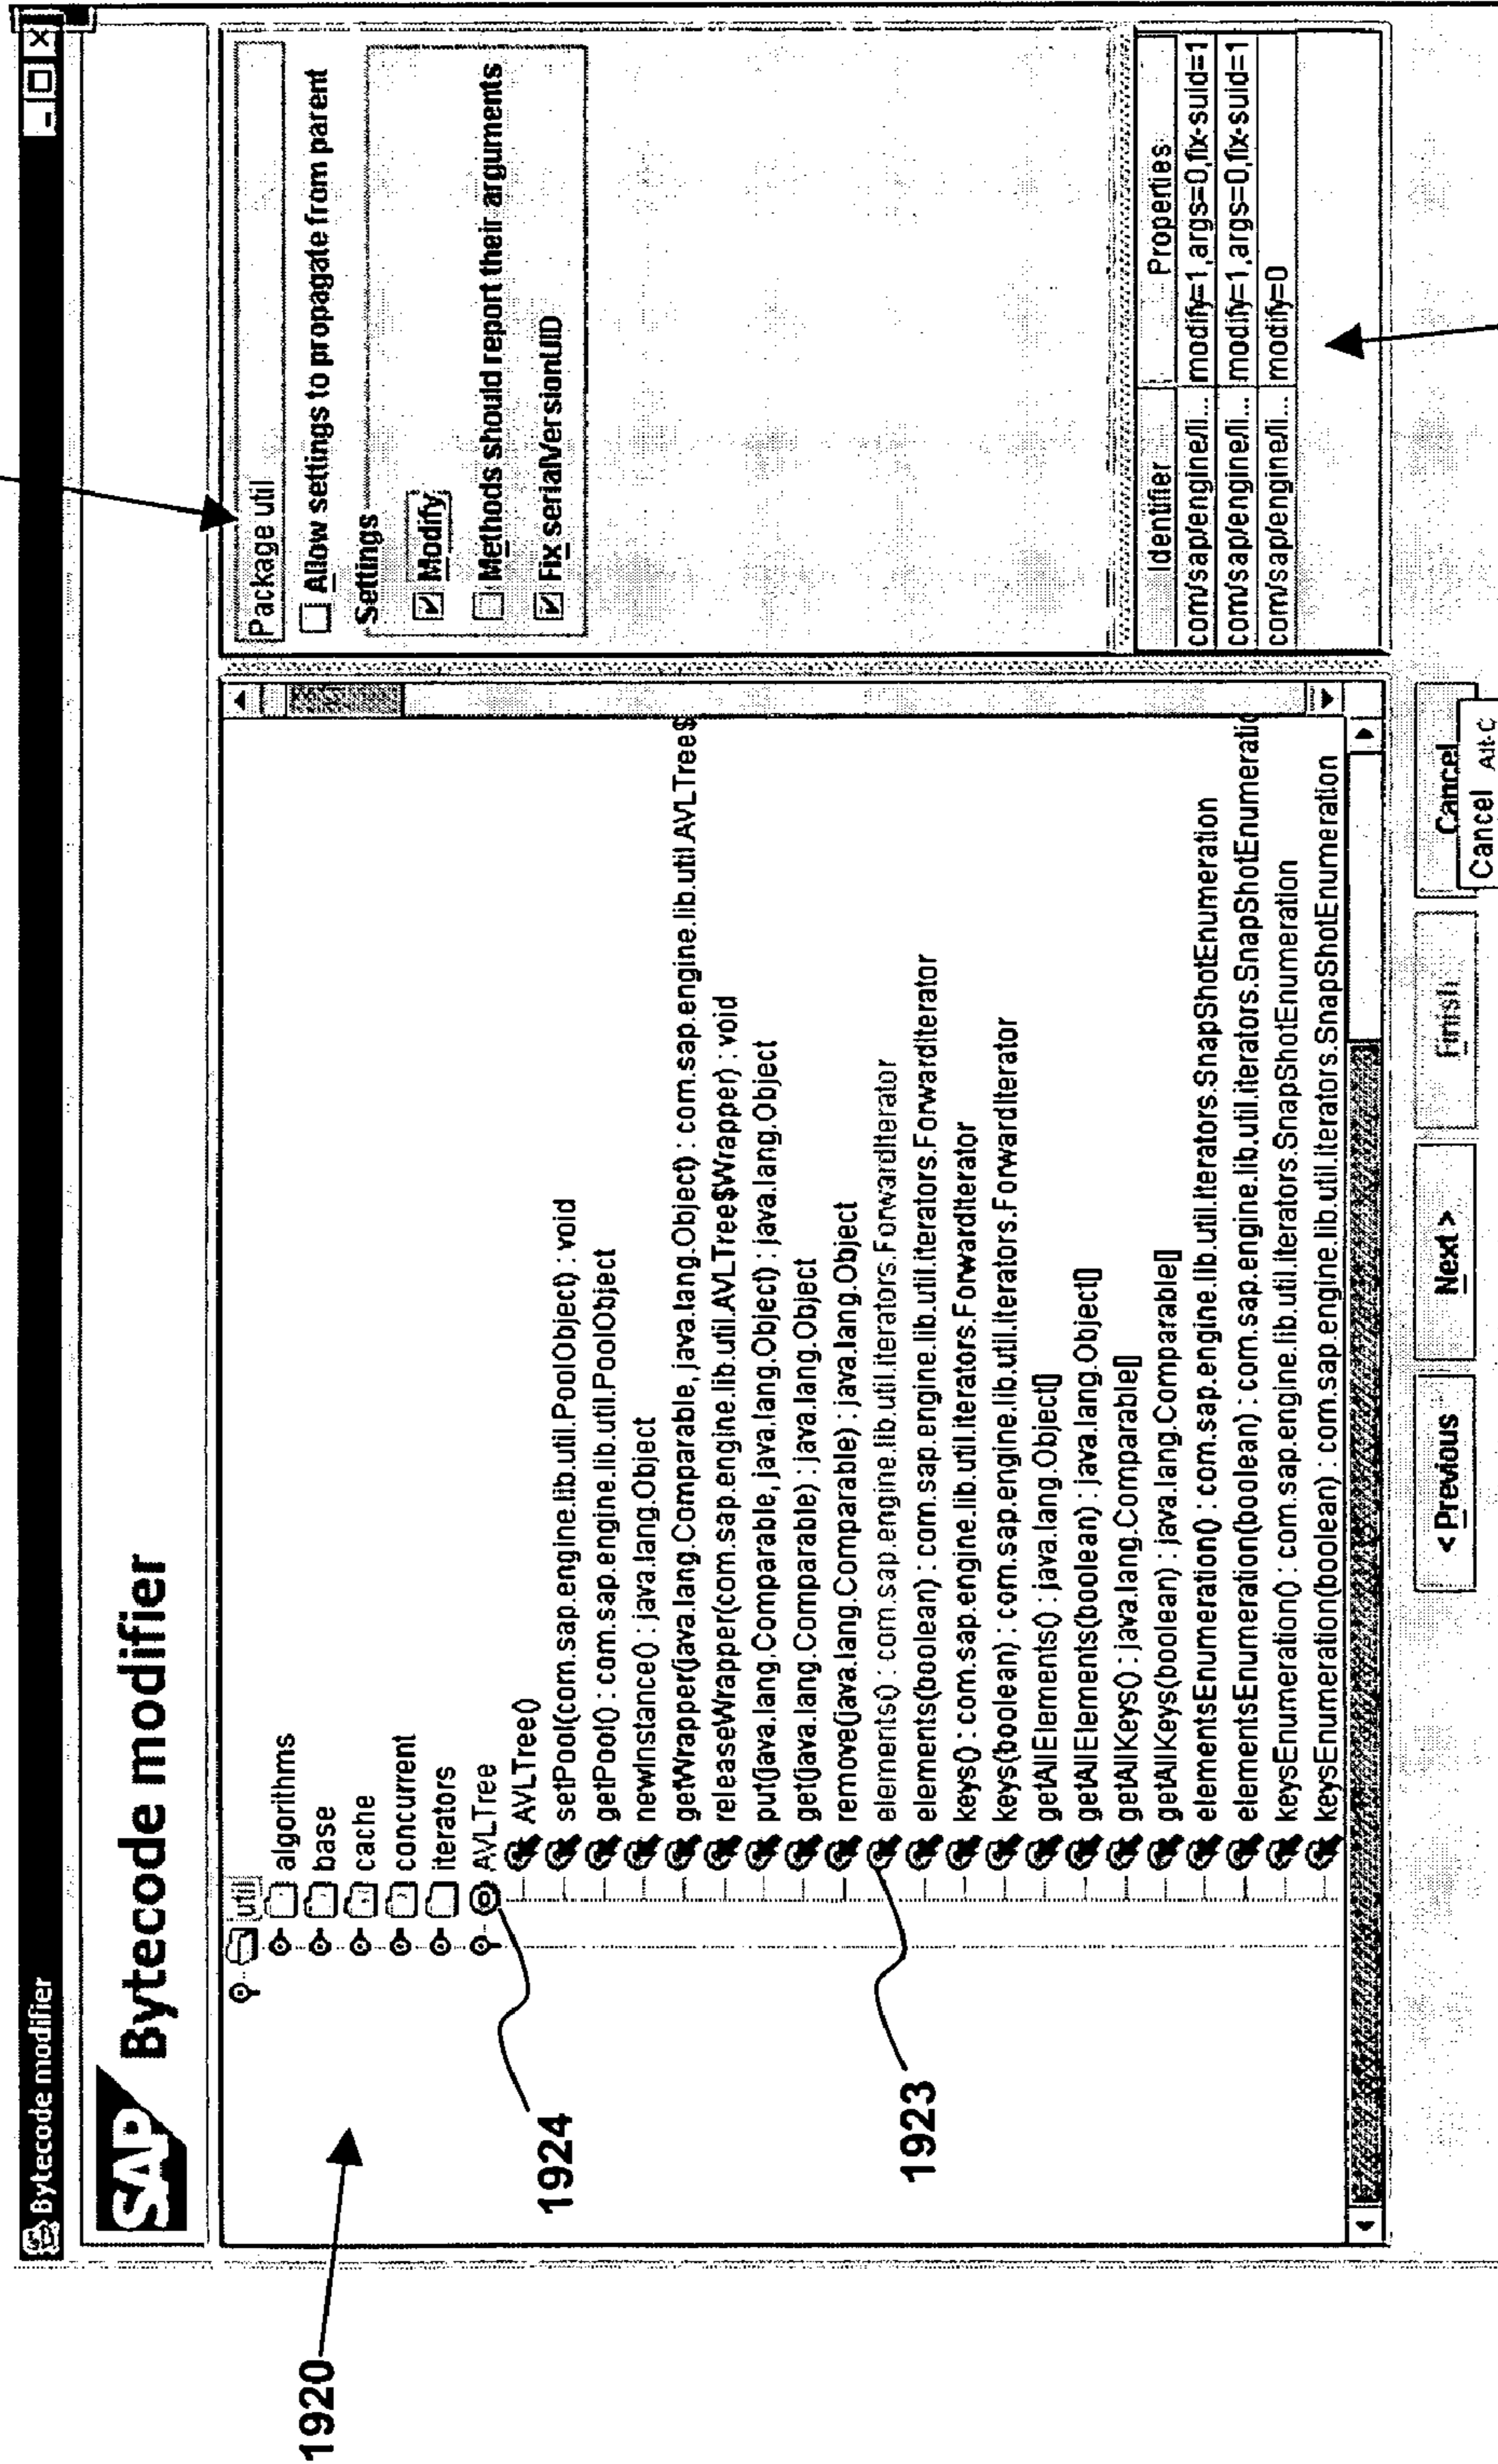 Bytecode modifier
SAP
Bytecode modifier
1920
util
algorithms
base
cache
concurrent
iterators
AVLTree
1924
AVLTree()
setPool(com.sap.engine.lib.util.PoolObject) : void
getPool() : com.sap.engine.lib.util.PoolObject
newInstance() : java.lang.Object
getWrapper(java.lang.Comparable, java.lang.Object) : com.sap.engine.lib.util.AVLTree$
releaseWrapper(com.sap.engine.lib.util.AVLTree$Wrapper) : void
put(java.lang.Comparable, java.lang.Object) : java.lang.Object
get(java.lang.Comparable) : java.lang.Object
remove(java.lang.Comparable) : java.lang.Object
elements() : com.sap.engine.lib.util.iterators.ForwardIterator
1923
elements(boolean) : com.sap.engine.lib.util.iterators.ForwardIterator
keys() : com.sap.engine.lib.util.iterators.ForwardIterator
keys(boolean) : com.sap.engine.lib.util.iterators.ForwardIterator
getAllElements() : java.lang.Object[]
getAllElements(boolean) : java.lang.Object[]
getAllKeys() : java.lang.Comparable[]
getAllKeys(boolean) : java.lang.Comparable[]
elementsEnumeration() : com.sap.engine.lib.util.iterators.SnapShotEnumeration
elementsEnumeration(boolean) : com.sap.engine.lib.util.iterators.SnapShotEnumeratio
keysEnumeration() : com.sap.engine.lib.util.iterators.SnapShotEnumeration
keysEnumeration(boolean) : com.sap.engine.lib.util.iterators.SnapShotEnumeration
Package util
Allow settings to propagate from parent
Settings
Modify
Methods should report their arguments
Fix serialVersionUID
Identifier Properties
com/sap/engine/li... modify=1,args=0,fix-suid=1
com/sap/engine/li... modify=1,args=0,fix-suid=1
com/sap/engine/li... modify=0
< Previous Next > Finish Cancel
Cancel Alt-C